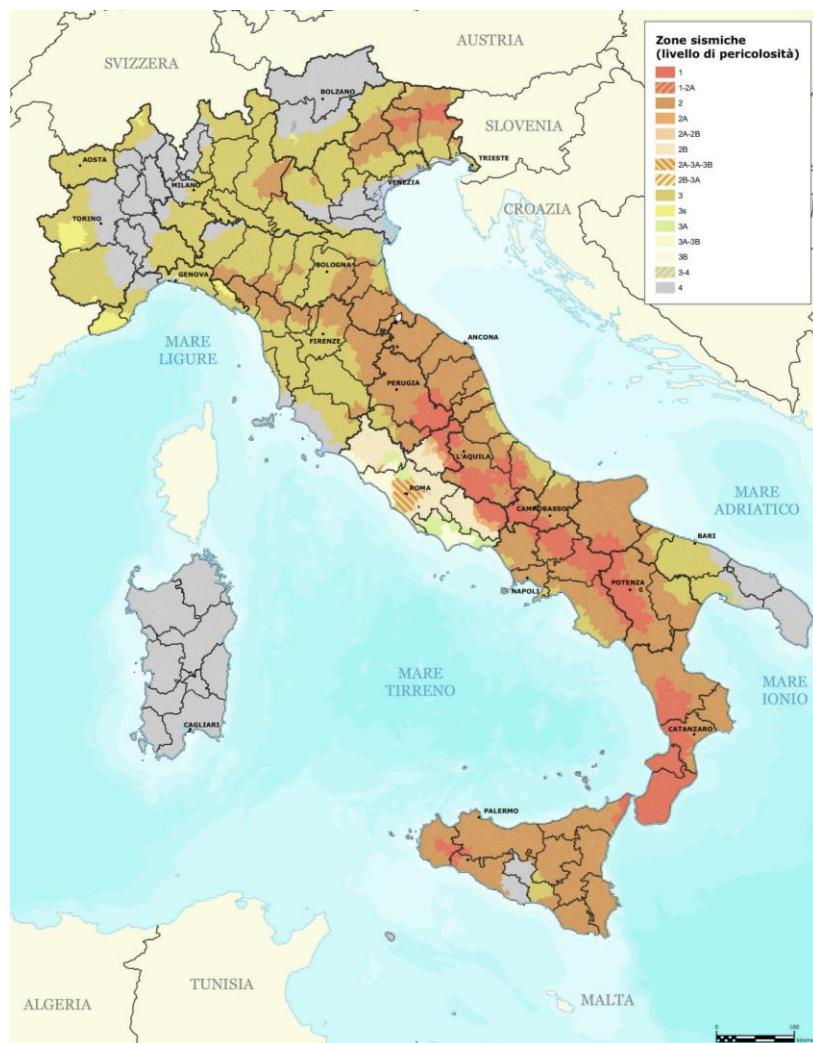 AUSTRIA
SVIZZERA
Zone sismiche
(livello di pericolosità)
1
1-2A
2
2A
2A-2B
2B
2A-3A-3B
2B-3A
3
3s
3A
3A-3B
3B
3-4
4
BOLZANO
SLOVENIA
AOSTA
TRIESTE
MILANO
VENEZIA
CROAZIA
TORINO
BOLOGNA
GENOVA
MARE
LIGURE
FIRENZE
ANCONA
PERUGIA
L'AQUILA
ROMA
MARE
ADRIATICO
CAMPOBASSO
BARI
NAPOLI
POTENZA
MARE
TIRRENO
MARE
IONIO
CAGLIARI
CATANZARO
PALERMO
TUNISIA
ALGERIA
MALTA
0 100